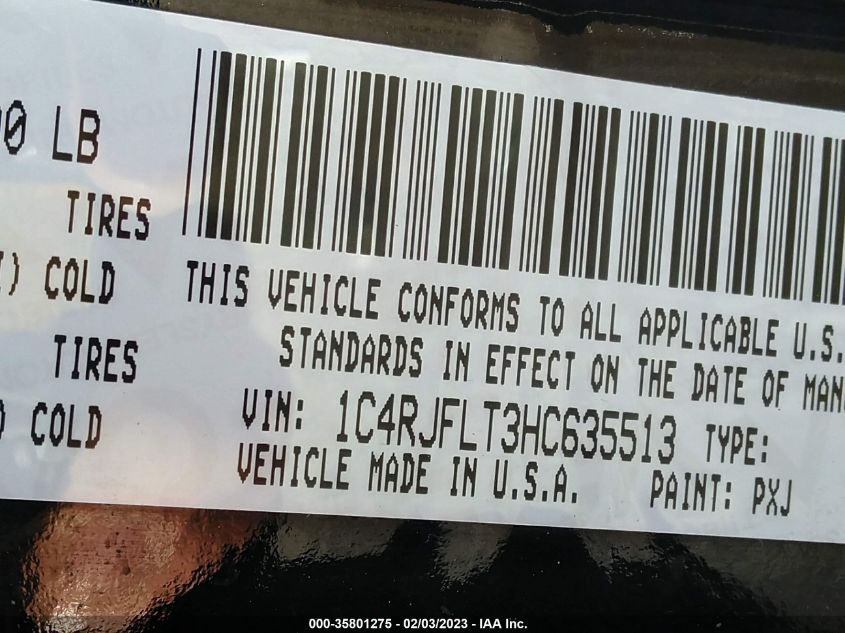 00 LB
TIRES
) COLD
TIRES
) COLD
THIS VEHICLE CONFORMS TO ALL APPLICABLE U.S.
STANDARDS IN EFFECT ON THE DATE OF MAN
VIN: 1C4RJFLT3HC635513 TYPE:
VEHICLE MADE IN U.S.A. PAINT: PXJ
000-35801275 - 02/03/2023 - IAA Inc.